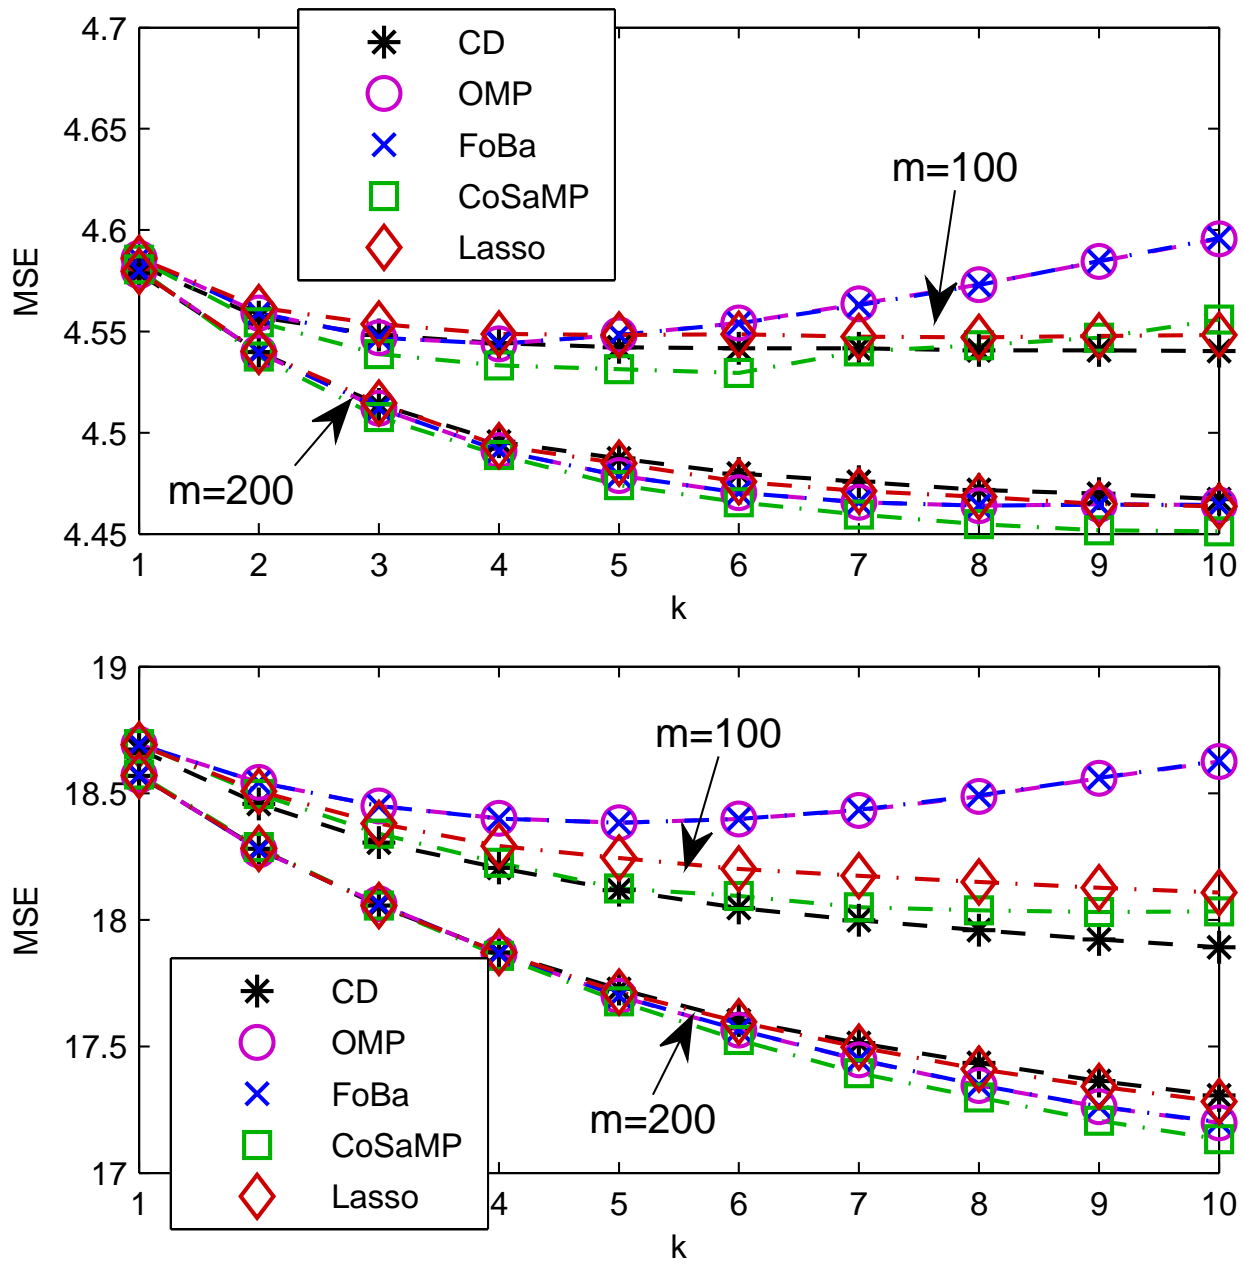 4.7
4.65
4.6
4.55
4.5
4.45
MSE
CD
OMP
FoBa
CoSaMP
Lasso
m=100
m=200
1 2 3 4 5 6 7 8 9 10
k
19
18.5
18
17.5
17
MSE
m=100
m=200
CD
OMP
FoBa
CoSaMP
Lasso
1 4 5 6 7 8 9 10
k